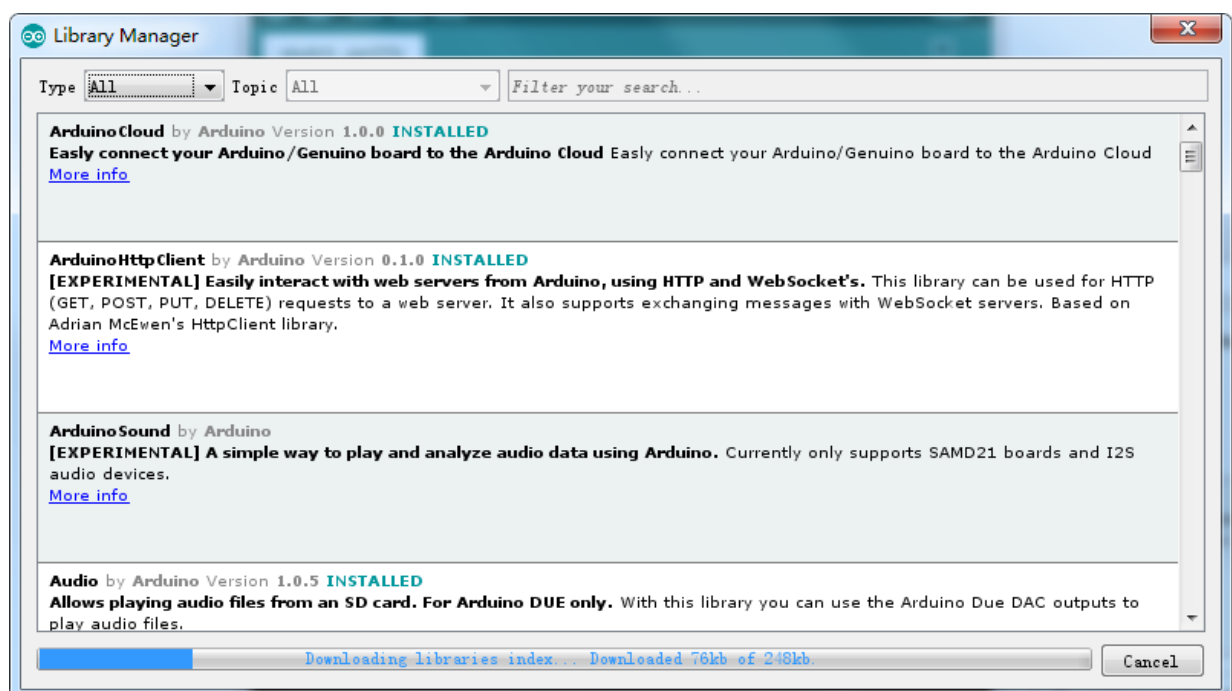 Library Manager
Type All Topic All Filter your search...
ArduinoCloud by Arduino Version 1.0.0 INSTALLED
Easly connect your Arduino/Genuino board to the Arduino Cloud Easly connect your Arduino/Genuino board to the Arduino Cloud
More info
ArduinoHttpClient by Arduino Version 0.1.0 INSTALLED
[EXPERIMENTAL] Easily interact with web servers from Arduino, using HTTP and WebSocket's. This library can be used for HTTP
(GET, POST, PUT, DELETE) requests to a web server. It also supports exchanging messages with WebSocket servers. Based on
Adrian McEwen's HttpClient library.
More info
ArduinoSound by Arduino
[EXPERIMENTAL] A simple way to play and analyze audio data using Arduino. Currently only supports SAMD21 boards and I2S
audio devices.
More info
Audio by Arduino Version 1.0.5 INSTALLED
Allows playing audio files from an SD card. For Arduino DUE only. With this library you can use the Arduino Due DAC outputs to
play audio files.
Downloading libraries index... Downloaded 76kb of 248kb. Cancel